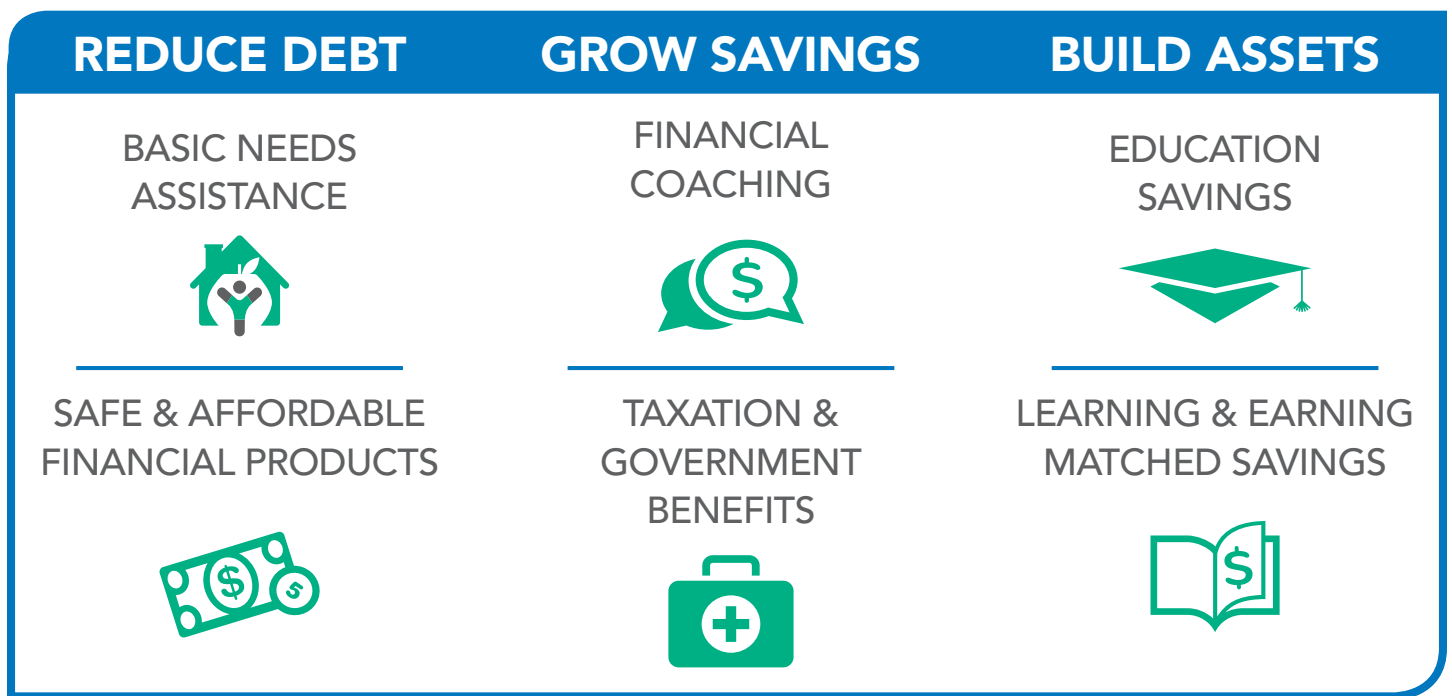 REDUCE DEBT
GROW SAVINGS
BUILD ASSETS
BASIC NEEDS
ASSISTANCE
SAFE & AFFORDABLE
FINANCIAL PRODUCTS
$
5
FINANCIAL
COACHING
$
TAXATION &
GOVERNMENT
BENEFITS
EDUCATION
SAVINGS
LEARNING & EARNING
MATCHED SAVINGS
$